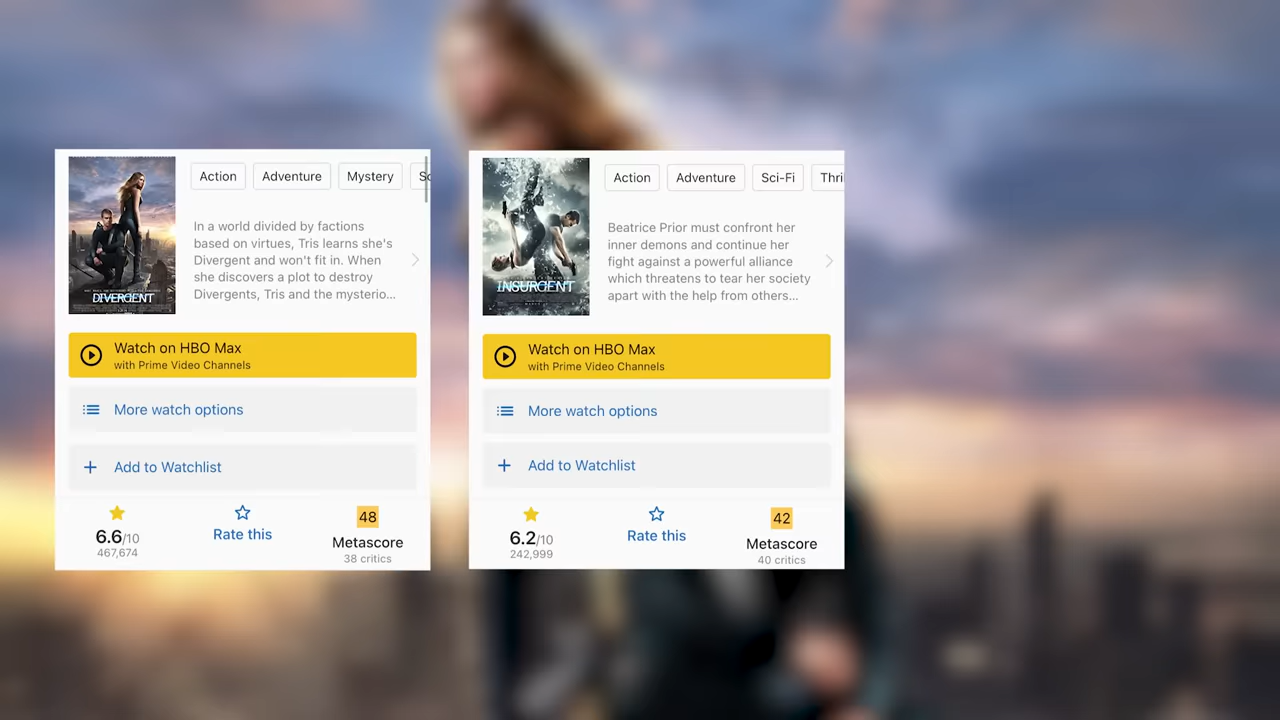 Action
Adventure
Mystery
In a world divided by factions
based on virtues, Tris learns she's
Divergent and won't fit in. When
she discovers a plot to destroy
Divergents, Tris and the mysterio...
DIVERGENT
Watch on HBO Max
with Prime Video Channels
More watch options
Add to Watchlist
6.6/10
467,674
Rate this
48
Metascore
38 critics
Action
Adventure
Sci-Fi
Thri
Beatrice Prior must confront her
inner demons and continue her
fight against a powerful alliance
which threatens to tear her society
apart with the help from others...
INSURGENT
Watch on HBO Max
with Prime Video Channels
More watch options
Add to Watchlist
6.2/10
242,999
Rate this
42
Metascore
40 critics